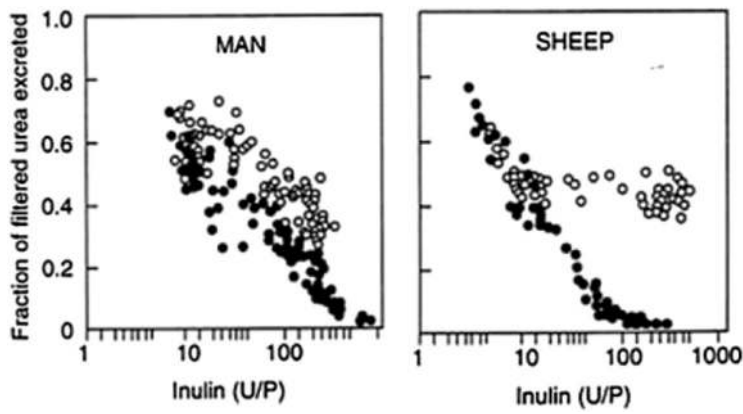 Fraction of filtered urea excreted
1.0
0.8
0.6
0.4
0.2
0
MAN
1
10
100
Inulin (U/P)
SHEEP
1
10
100
1000
Inulin (U/P)